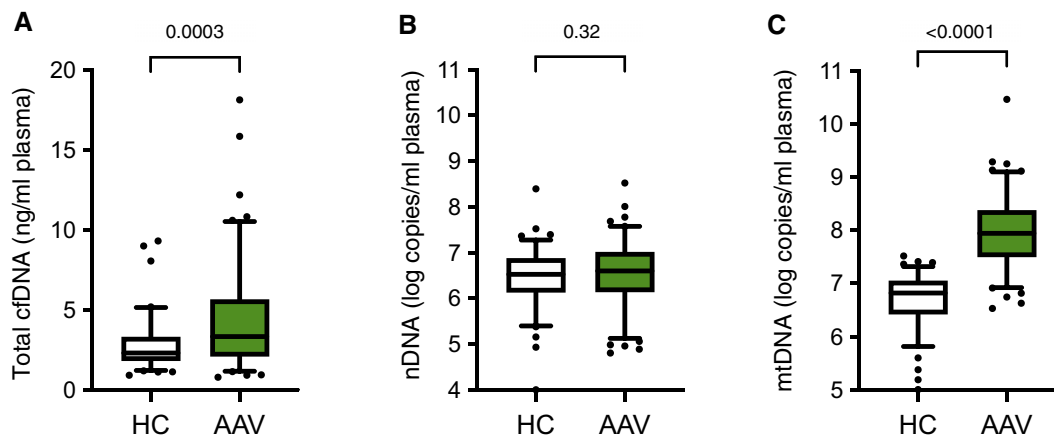 A
0.0003
Total cfDNA (ng/ml plasma)
20
15
10
5
0
HC AAV
B
0.32
nDNA (log copies/ml plasma)
11
10
9
8
7
6
5
4
HC AAV
C
<0.0001
mtDNA (log copies/ml plasma)
11
10
9
8
7
6
5
HC AAV